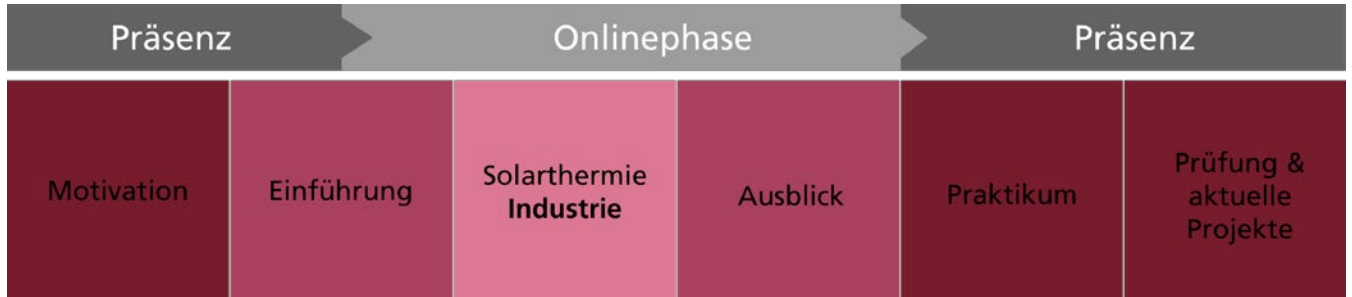 Präsenz
Onlinephase
Präsenz
Motivation
Einführung
Solarthermie
Industrie
Ausblick
Praktikum
Prüfung &
aktuelle
Projekte